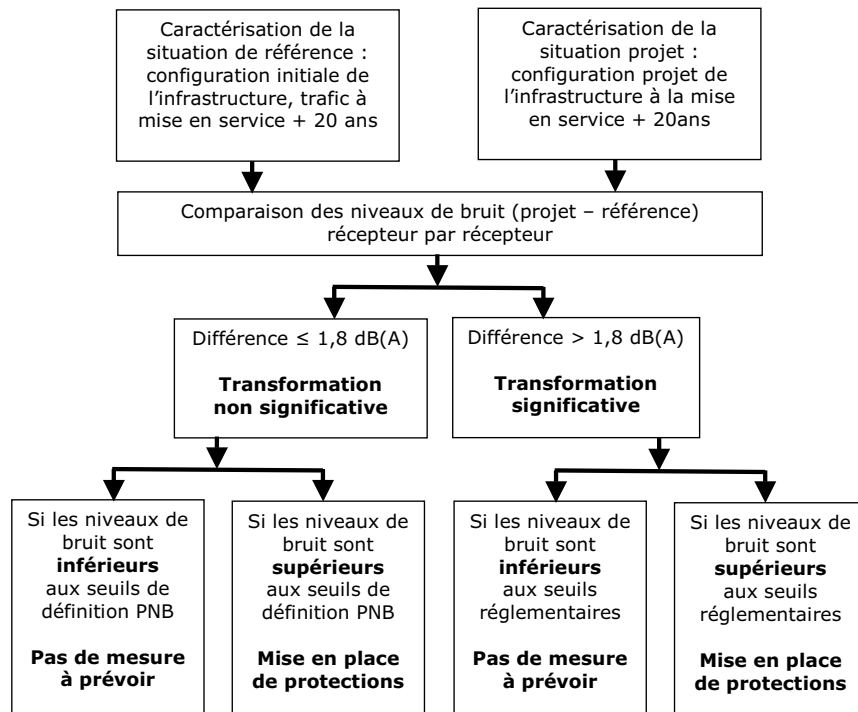 Caractérisation de la
situation de référence :
configuration initiale de
l’infrastructure, trafic à
mise en service + 20 ans
Caractérisation de la
situation projet :
configuration projet de
l’infrastructure à la mise
en service + 20ans
Comparaison des niveaux de bruit (projet – référence)
récepteur par récepteur
Différence ≤ 1,8 dB(A)
Transformation
non significative
Différence > 1,8 dB(A)
Transformation
significative
Si les niveaux de
bruit sont
inférieurs
aux seuils de
définition PNB
Pas de mesure
à prévoir
Si les niveaux de
bruit sont
supérieurs
aux seuils de
définition PNB
Mise en place
de protections
Si les niveaux de
bruit sont
inférieurs
aux seuils
réglementaires
Pas de mesure
à prévoir
Si les niveaux de
bruit sont
supérieurs
aux seuils
réglementaires
Mise en place
de protections